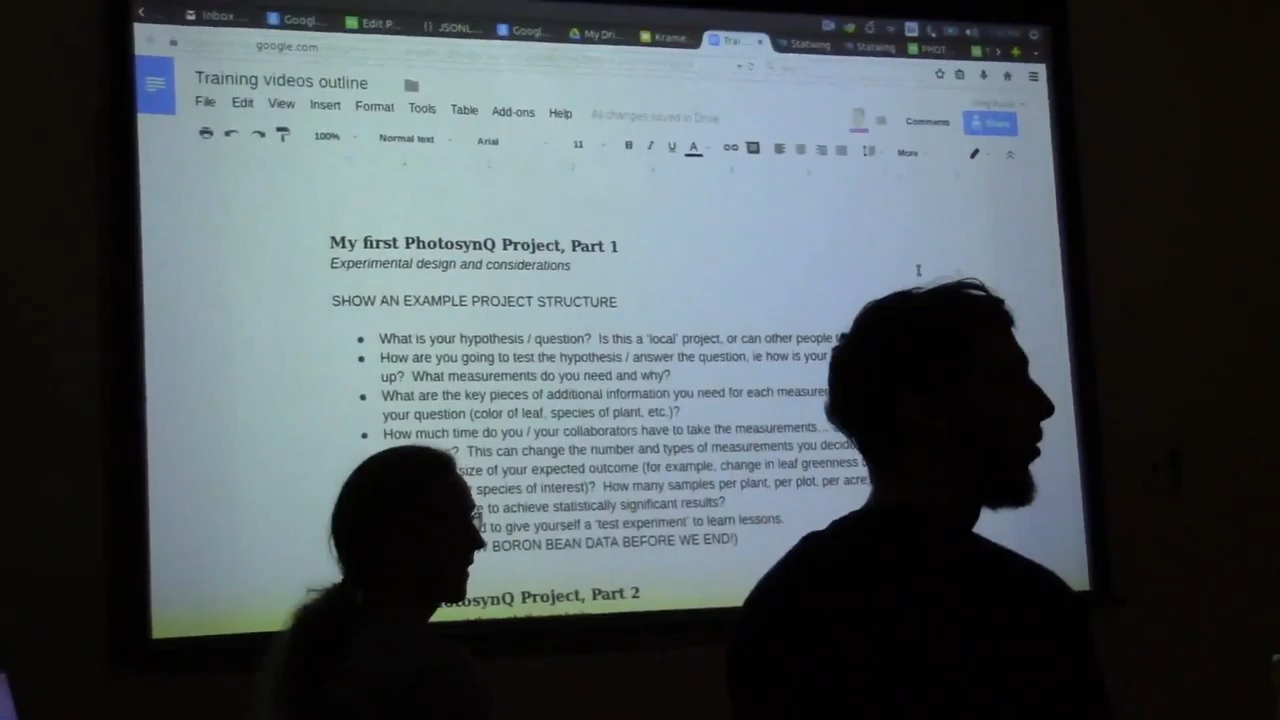 Inbox...
Googl...
Edit P...
{ } JSONL...
Googl...
My Dri...
Krame...
Trai...
Statwing
Statwing
PHOT
google.com
Training videos outline
File Edit View Insert Format Tools Table Add-ons Help All changes saved in Drive
Comments
Share
100% Normal text Arial 11 B I U A More
My first PhotosynQ Project, Part 1
Experimental design and considerations
SHOW AN EXAMPLE PROJECT STRUCTURE
● What is your hypothesis / question? Is this a 'local' project, or can other people
● How are you going to test the hypothesis / answer the question, ie how is your
up? What measurements do you need and why?
● What are the key pieces of additional information you need for each measure
your question (color of leaf, species of plant, etc.)?
● How much time do you / your collaborators have to take the measurements...
? This can change the number and types of measurements you decide
size of your expected outcome (for example, change in leaf greenness
species of interest)? How many samples per plant, per plot, per acre
e to achieve statistically significant results?
d to give yourself a 'test experiment' to learn lessons.
BORON BEAN DATA BEFORE WE END!)
otosynQ Project, Part 2